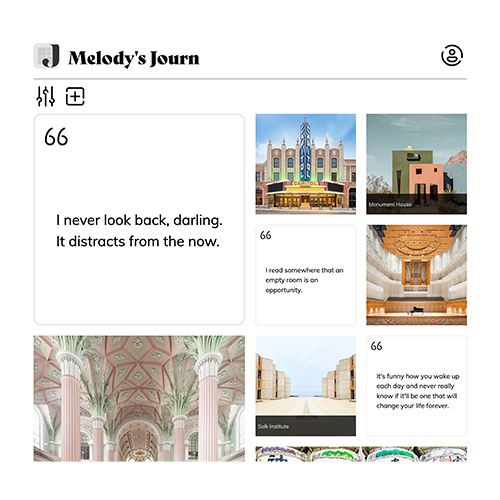 Melody's Journ
66
I never look back, darling.
It distracts from the now.
Monument House
66
I read somewhere that an
empty room is an
opportunity.
Salk Institute
66
It's funny how you wake up
each day and never really
know if it'll be one that will
change your life forever.